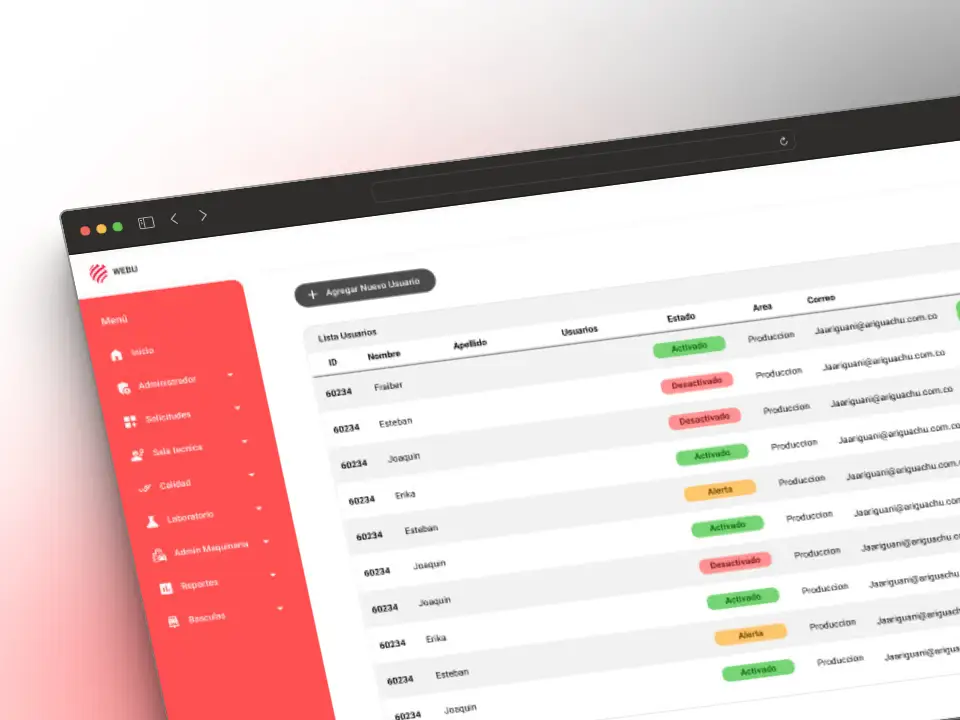 WEBU
Menú
Inicio
Administrador
Solicitudes
Sala tecnica
Calidad
Laboratorio
Admin Maquinaria
Reportes
Basculas
+ Agregar Nuevo Usuario
Lista Usuarios
ID Nombre Apellido Usuarios Estado Area Correo
60234 Fraiber Activado Produccion Jaariguani@ariguachu.com.co
60234 Esteban Desactivado Produccion Jaariguani@ariguachu.com.co
60234 Joaquin Desactivado Produccion Jaariguani@ariguachu.com.co
60234 Erika Activado Produccion Jaariguani@ariguachu.com.co
60234 Esteban Alerta Produccion Jaariguani@ariguachu.com.c
60234 Joaquin Activado Produccion Jaariguani@ariguachu.com
60234 Joaquin Desactivado Produccion Jaariguani@ariguachu.
60234 Erika Activado Produccion Jaariguani@ariguachu
60234 Esteban Alerta Produccion Jaariguani@ariguach
60234 Joaquin Activado Produccion Jaariguani@arigua